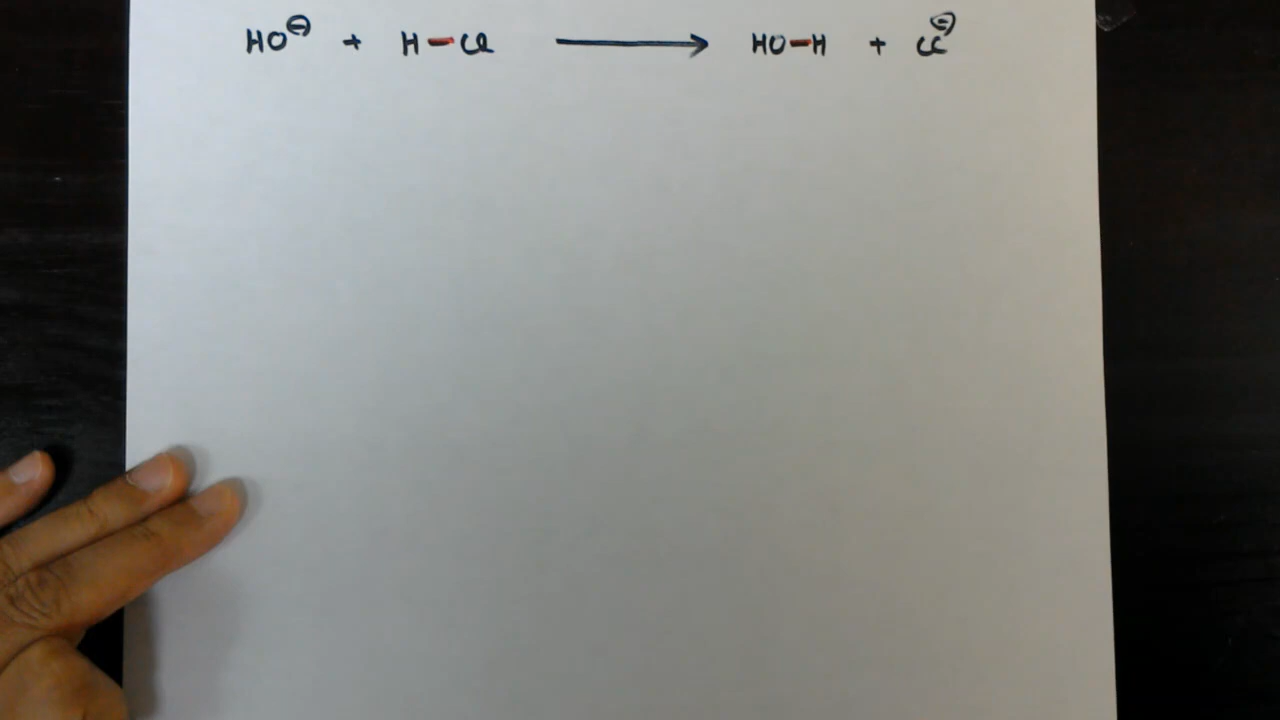 HO⊖ + H–Cl ⟶ HO–H + Cl⊖